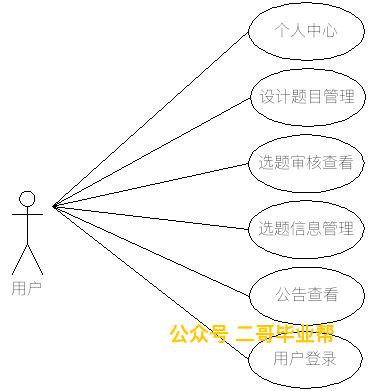 个人中心
设计题目管理
选题审核查看
选题信息管理
用户
公告查看
公众号 二哥毕业帮
用户登录